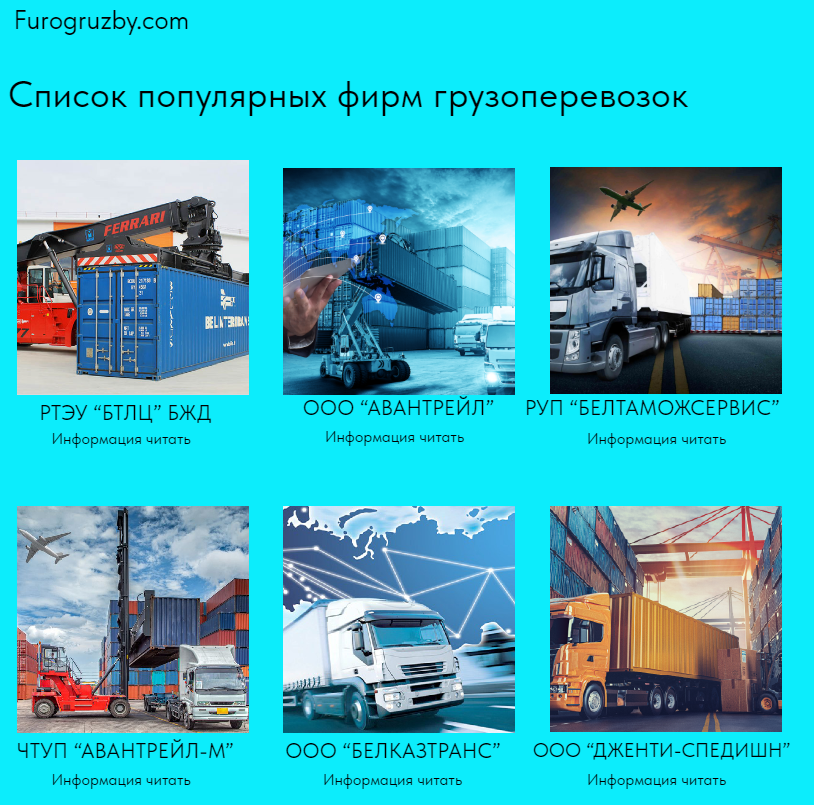 Furogruzby.com
Список популярных фирм грузоперевозок
FERRARI
РТЭУ “БТЛЦ” БЖД
ООО “АВАНТРЕЙЛ”
РУП “БЕЛТАМОЖСЕРВИС”
Информация читать
Информация читать
Информация читать
ЧТУП “АВАНТРЕЙЛ-М”
ООО “БЕЛКАЗТРАНС”
ООО “ДЖЕНТИ-СПЕДИШН”
Информация читать
Информация читать
Информация читать